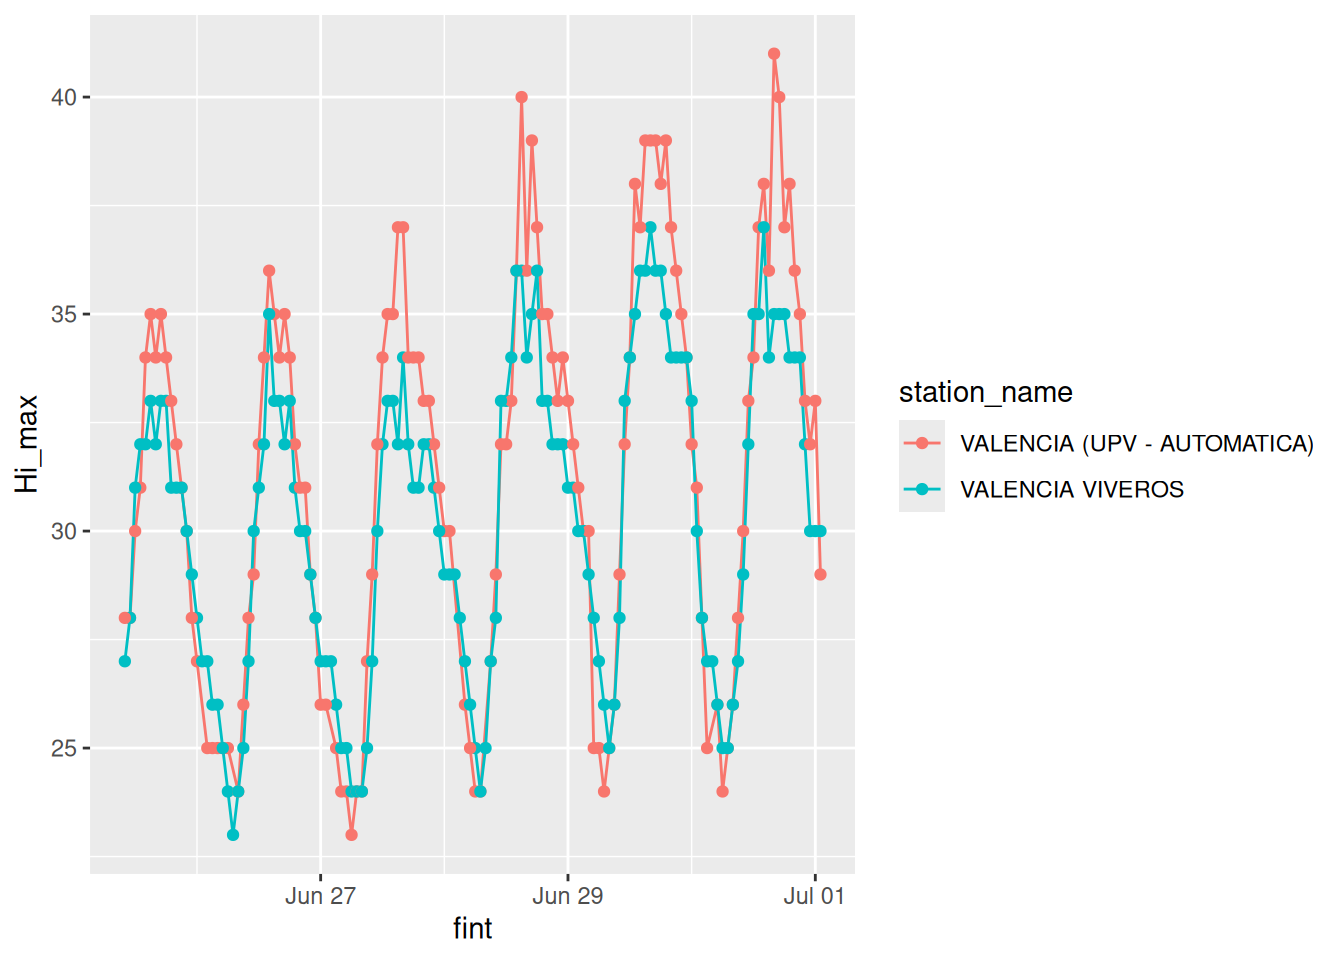 40
35
30
25
Hi_max
Jun 27
Jun 29
Jul 01
fint
station_name
VALENCIA (UPV - AUTOMATICA)
VALENCIA VIVEROS